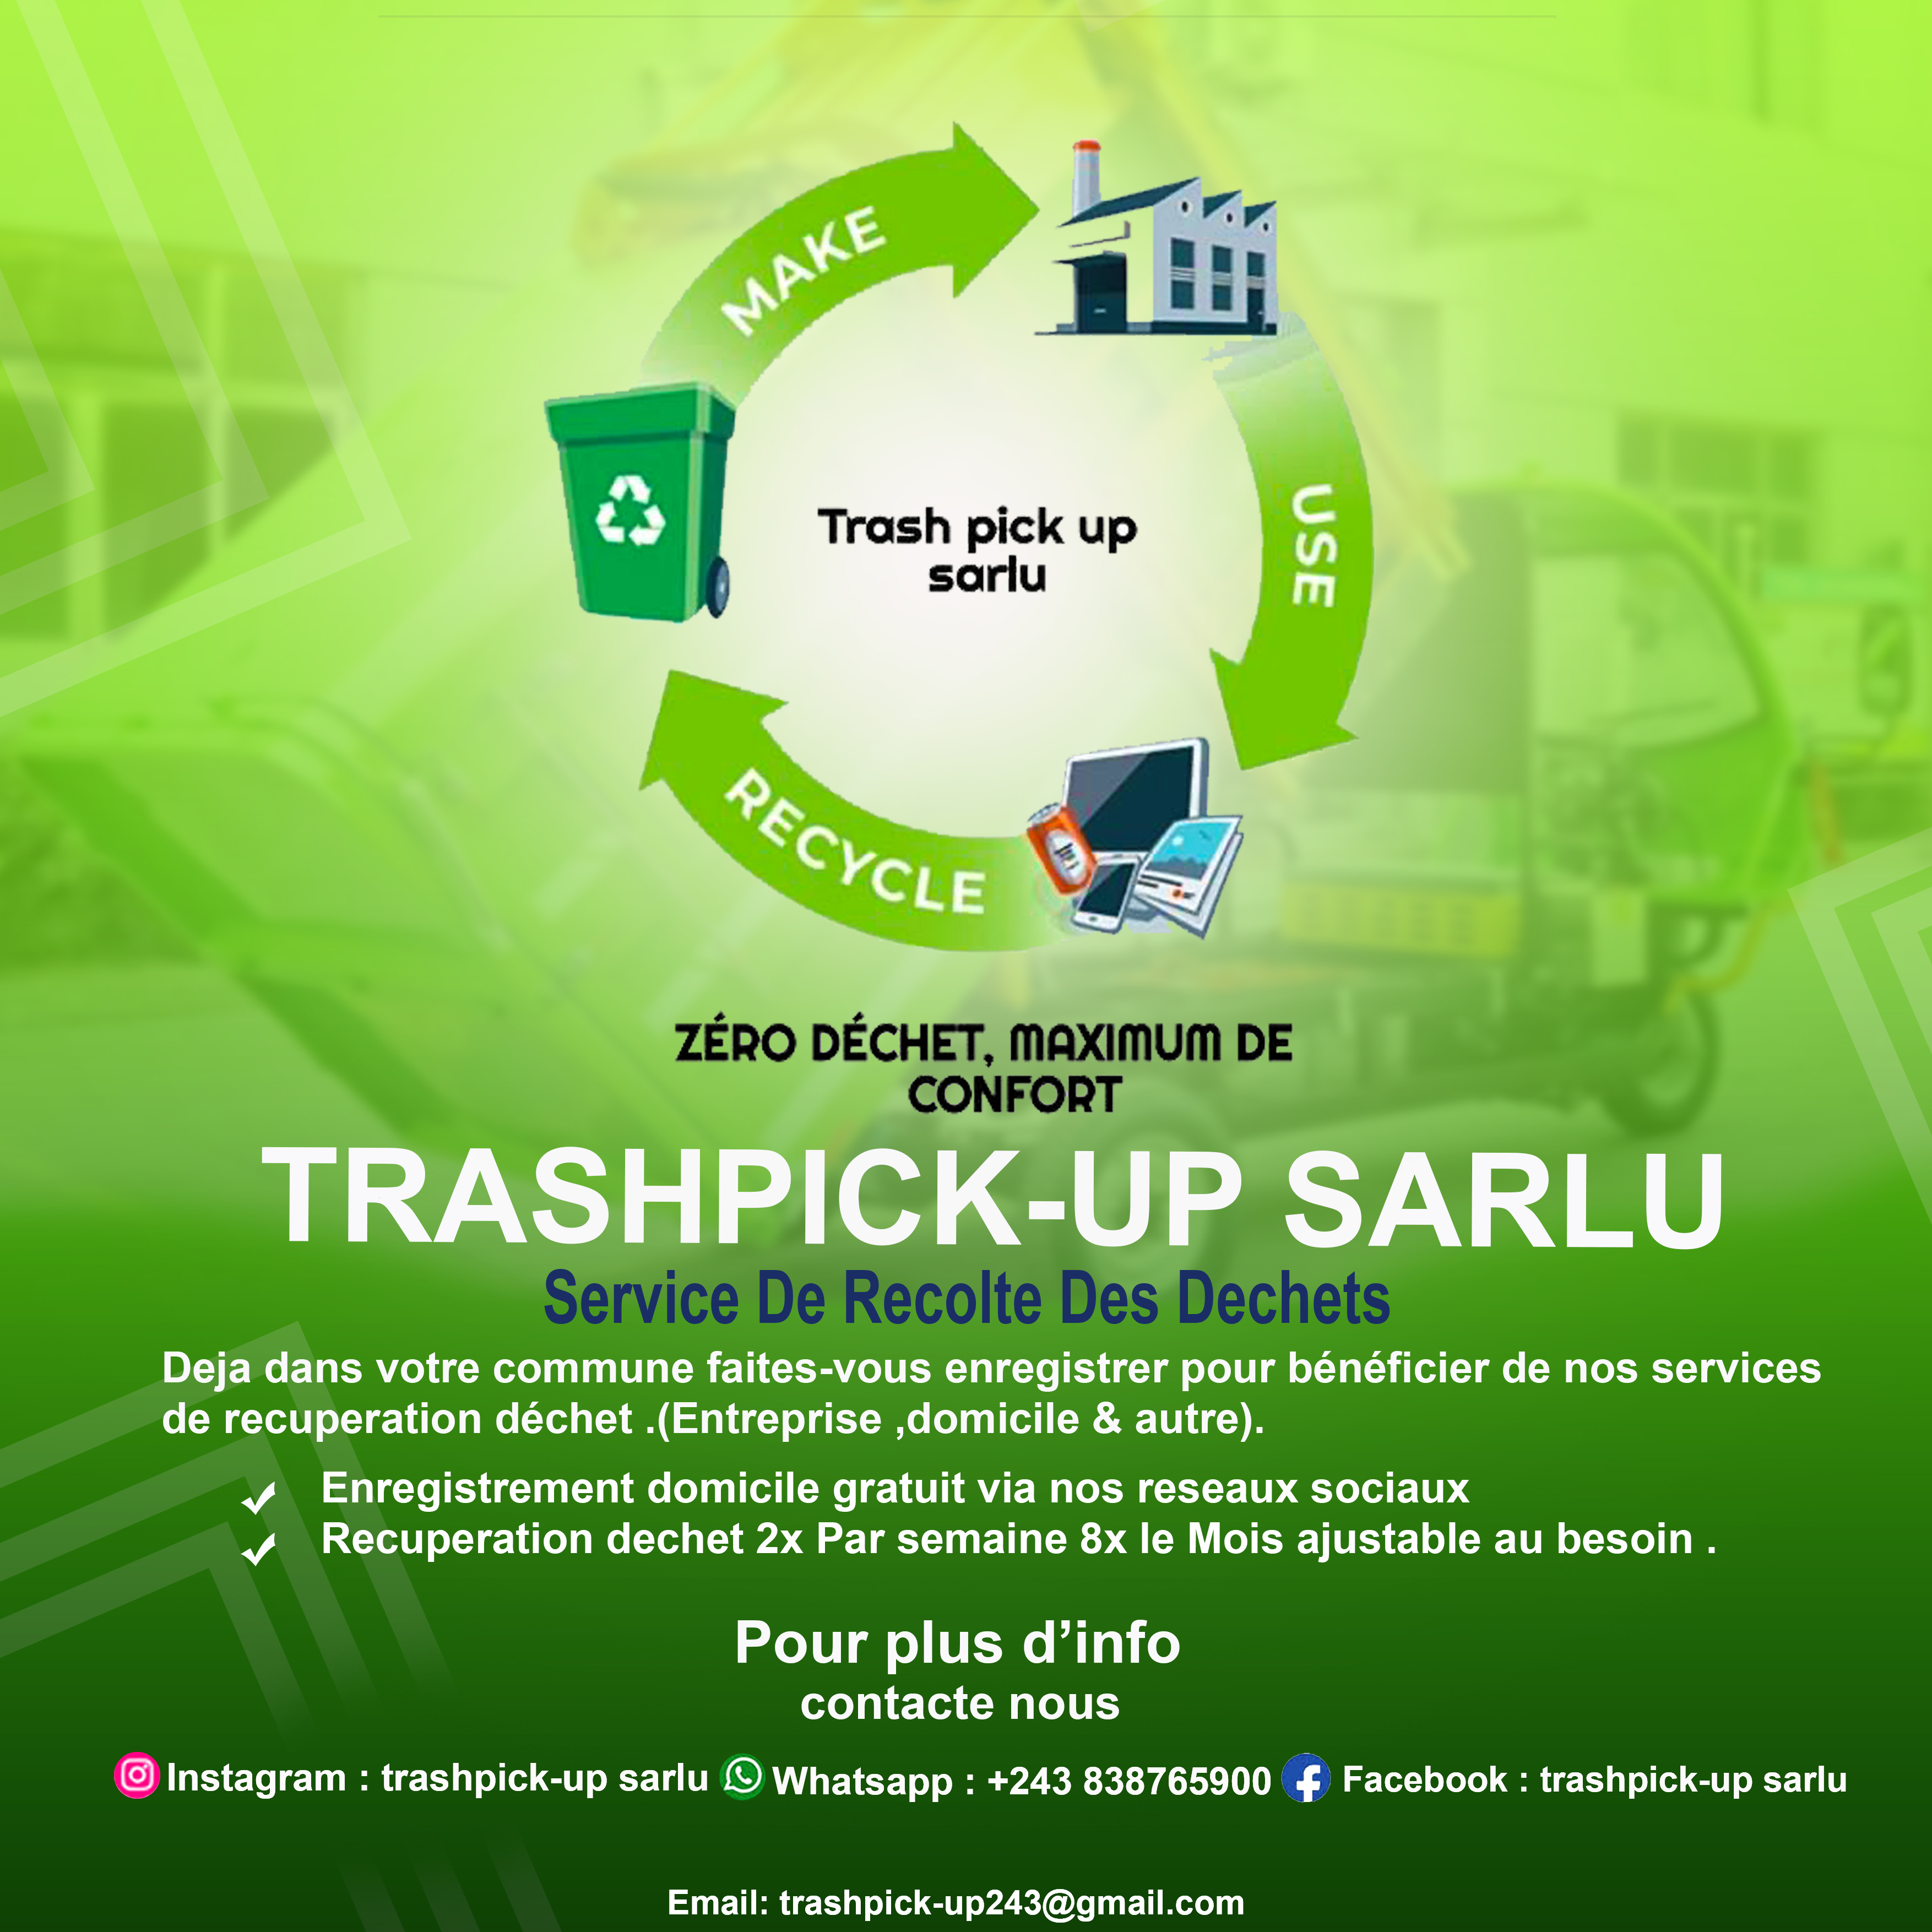 MAKE
USE
Trash pick up
sarlu
RECYCLE
ZÉRO DÉCHET, MAXIMUM DE
CONFORT
TRASHPICK-UP SARLU
Service De Recolte Des Dechets
Deja dans votre commune faites-vous enregistrer pour bénéficier de nos services
de recuperation déchet .(Entreprise ,domicile & autre).
Enregistrement domicile gratuit via nos reseaux sociaux
Recuperation dechet 2x Par semaine 8x le Mois ajustable au besoin .
Pour plus d’info
contacte nous
Instagram : trashpick-up sarlu Whatsapp : +243 838765900 Facebook : trashpick-up sarlu
Email: trashpick-up243@gmail.com